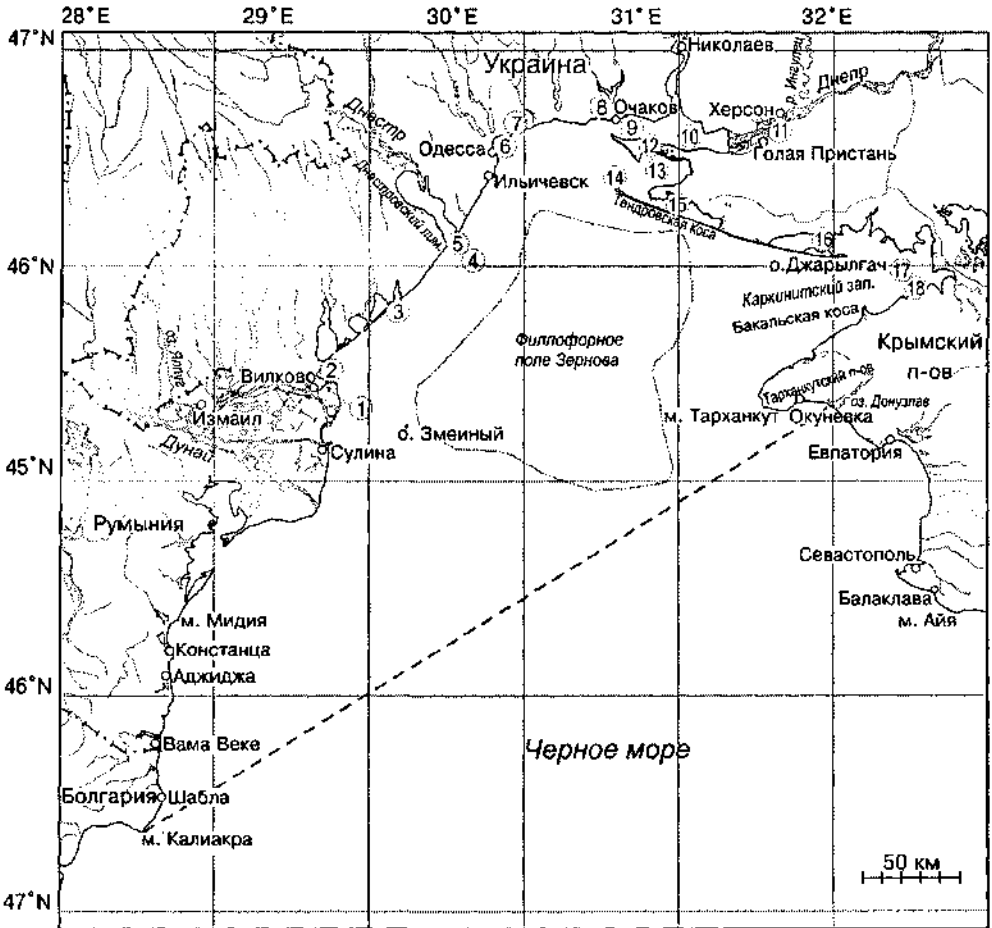 28°E 29°E 30°E 31°E 32°E
47°N
Николаев
Украина
р. Ингулец
Днепр
Днестр
8 Очаков
Херсон
7
9
10
11
Одесса 6
12
Голая Пристань
13
Ильичевск
14
Днестровский лим.
15
Тендровская коса
5
16
4
46°N
о.Джарылгач 17
Каркинитский зал.
18
3
Бакальская коса
Филлофорное
поле Зернова
Крымский
п-ов
оз. Ялпуг
2
Вилково
Тарханкутский п-ов
оз. Донузлав
1
Измаил
м. Тарханкут Окуневка
о. Змеиный
Дунай
Сулина
Евпатория
45°N
Румыния
Севастополь
Балаклава
м. Мидия
м. Айя
Констанца
Аджиджа
46°N
Вама Веке
Черное море
Болгария Шабла
м. Калиакра
50 км
47°N